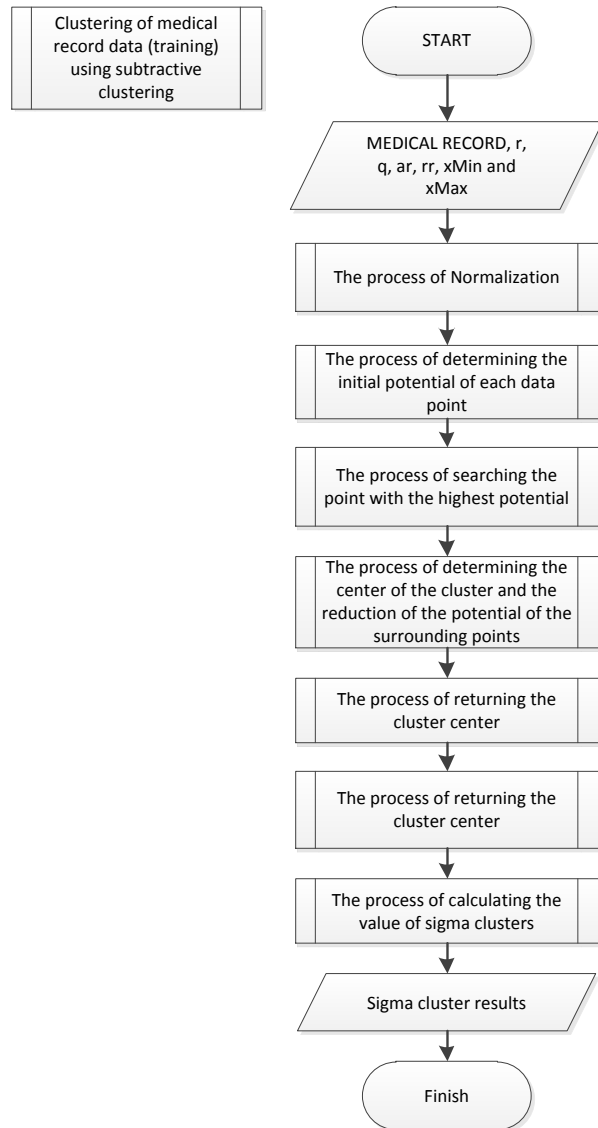 Clustering of medical
record data (training)
using subtractive
clustering
START
MEDICAL RECORD, r,
q, ar, rr, xMin and
xMax
The process of Normalization
The process of determining the
initial potential of each data
point
The process of searching the
point with the highest potential
The process of determining the
center of the cluster and the
reduction of the potential of the
surrounding points
The process of returning the
cluster center
The process of returning the
cluster center
The process of calculating the
value of sigma clusters
Sigma cluster results
Finish